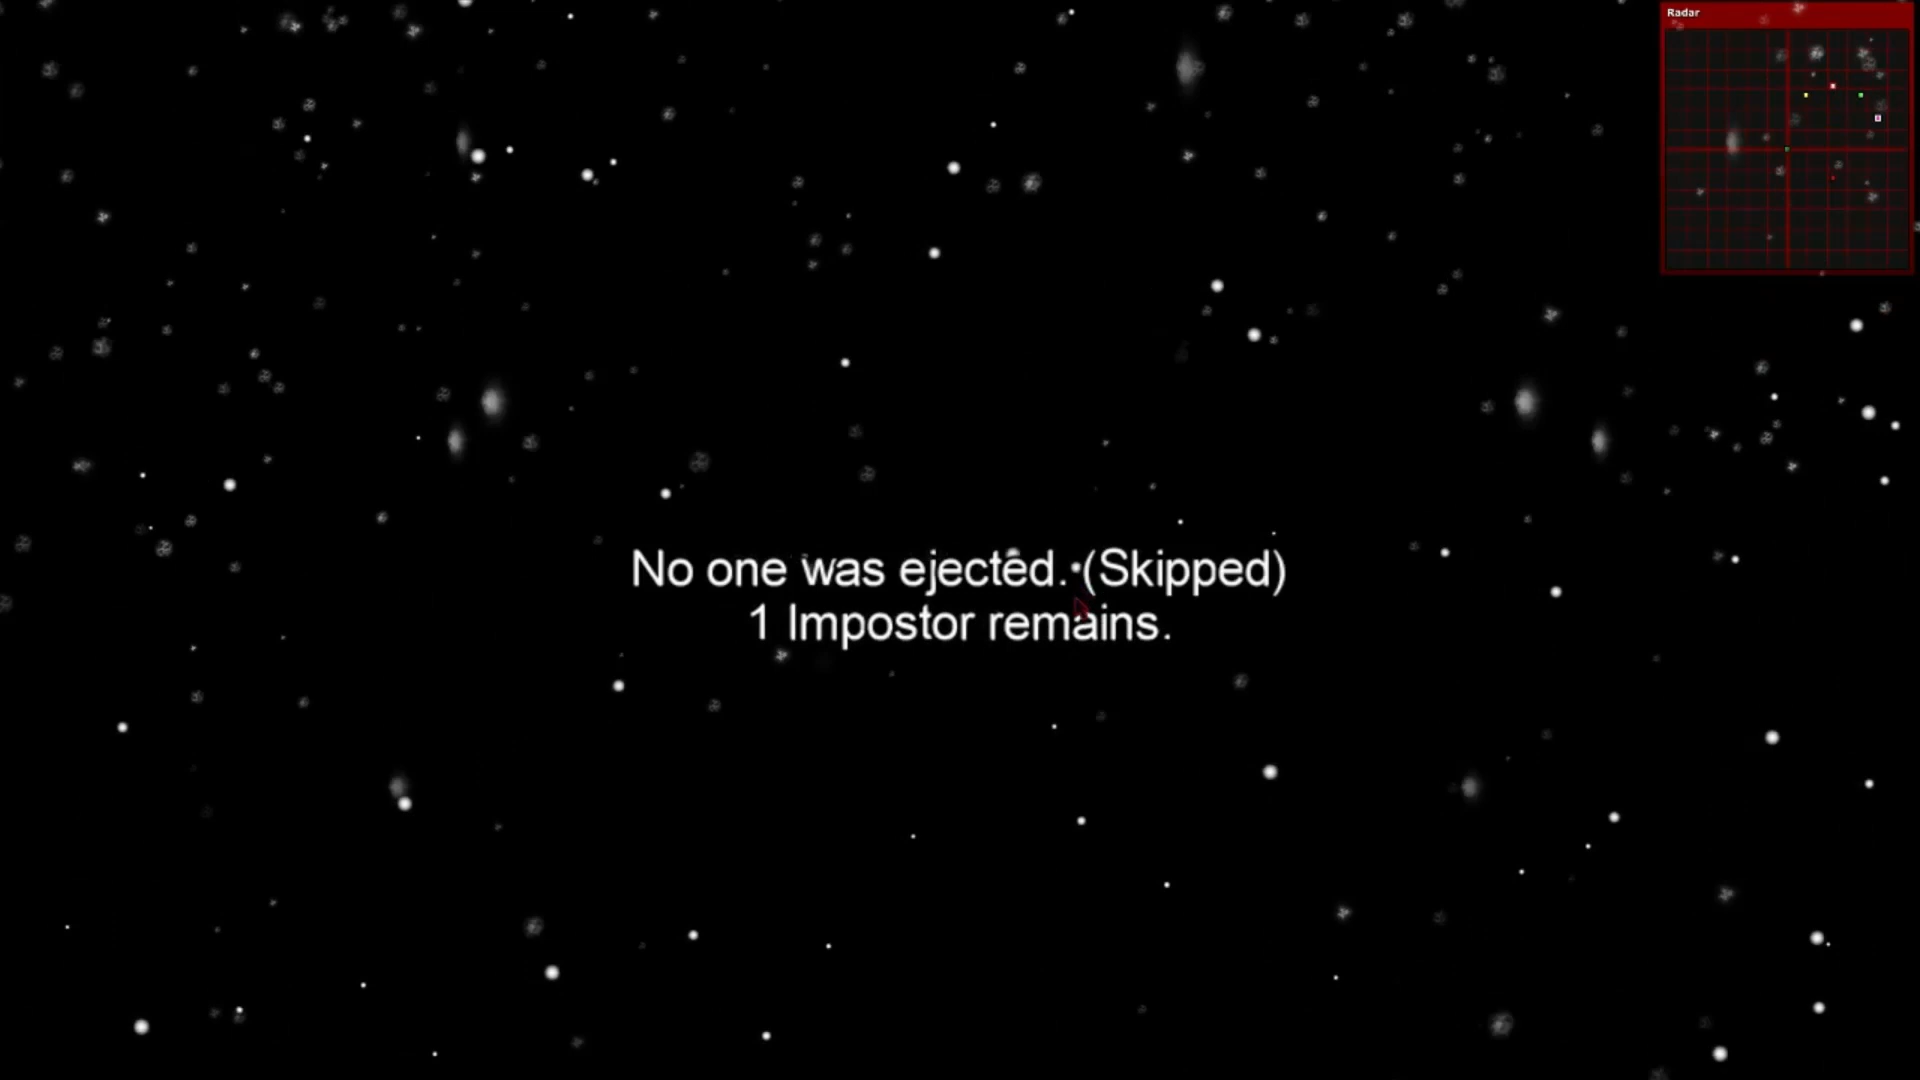 Radar
No one was ejected. (Skipped)
1 Impostor remains.